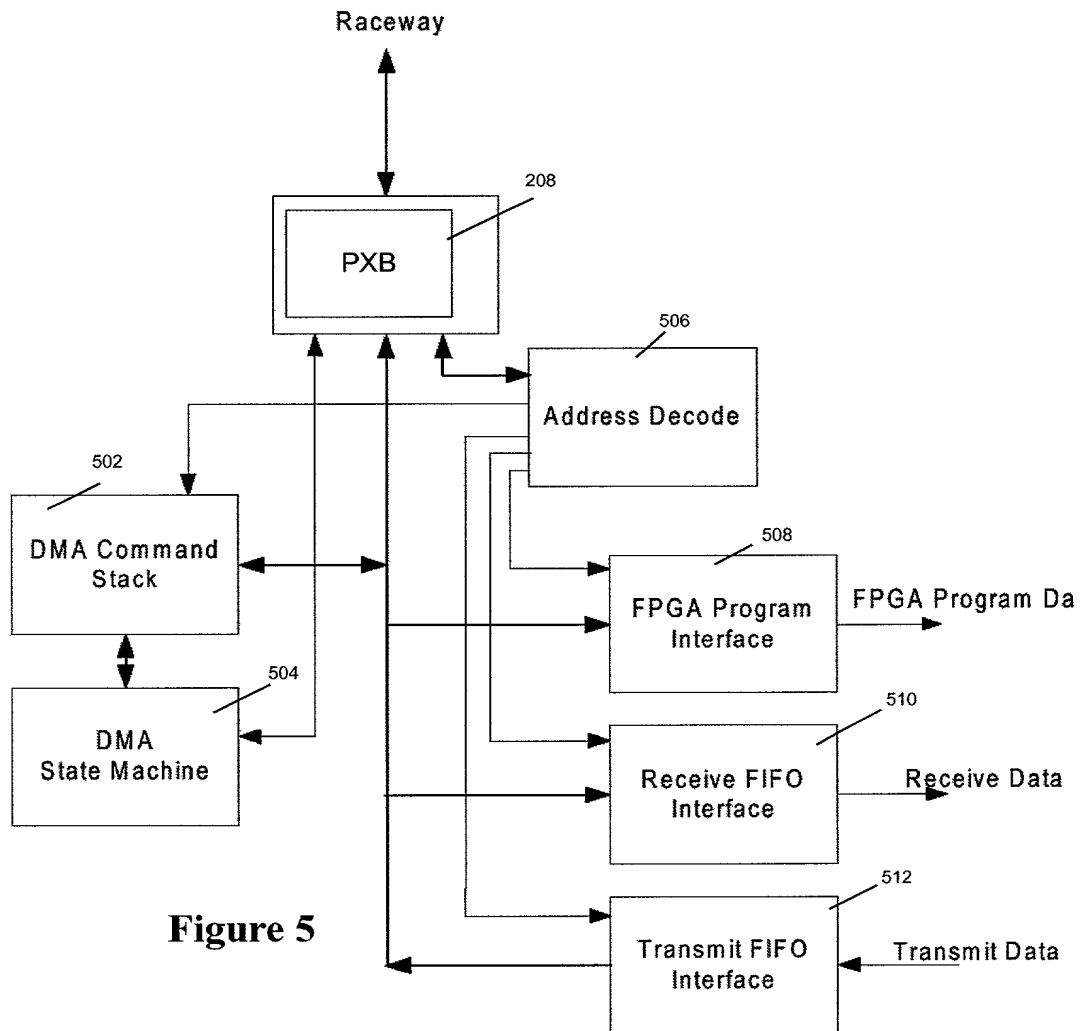 Raceway
208
PXB
506
Address Decode
502
DMA Command
Stack
508
FPGA Program
Interface
FPGA Program Da
504
DMA
State Machine
510
Receive FIFO
Interface
Receive Data
512
Transmit FIFO
Interface
Transmit Data
Figure 5